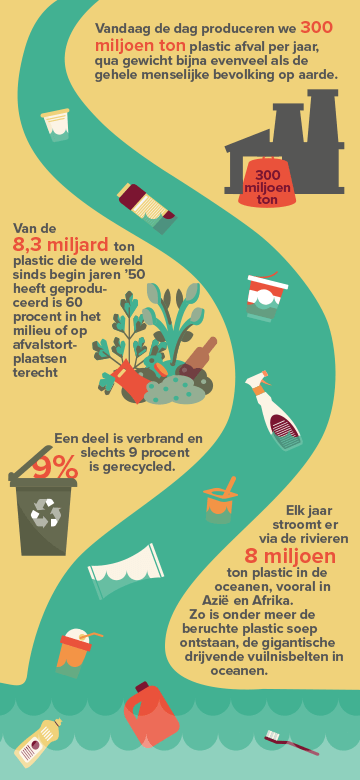 Vandaag de dag produceren we 300
miljoen ton plastic afval per jaar,
qua gewicht bijna evenveel als de
gehele menselijke bevolking op aarde.
300
miljoen
ton
Van de
8,3 miljard ton
plastic die de wereld
sinds begin jaren '50
heeft geprodu-
ceerd is 60
procent in het
milieu of op
afvalstort-
plaatsen
terecht
Een deel is verbrand en
slechts 9 procent
is gerecycled.
9%
Elk jaar
stroomt er
via de rivieren
8 miljoen
ton plastic in de
oceanen, vooral in
Azië en Afrika.
Zo is onder meer de
beruchte plastic soep
ontstaan, de gigantische
drijvende vuilnisbelten in
oceanen.